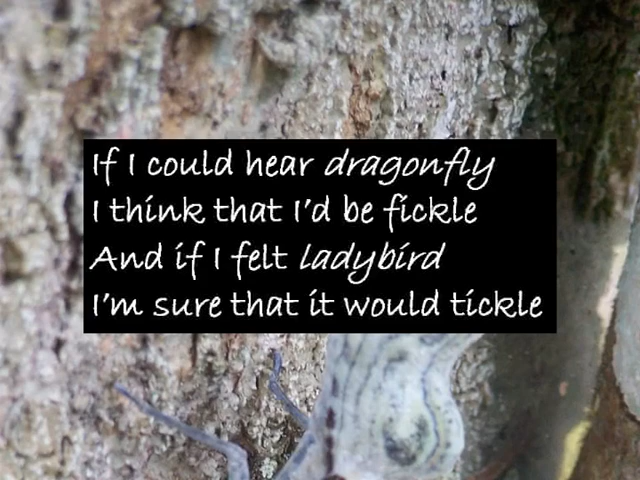 If I could hear dragonfly
I think that I'd be fickle
And if I felt ladybird
I'm sure that it would tickle